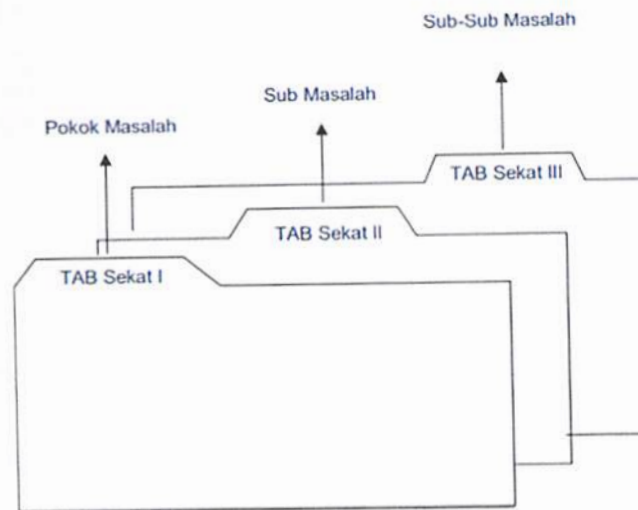 Sub-Sub Masalah
Sub Masalah
Pokok Masalah
TAB Sekat III
TAB Sekat II
TAB Sekat I